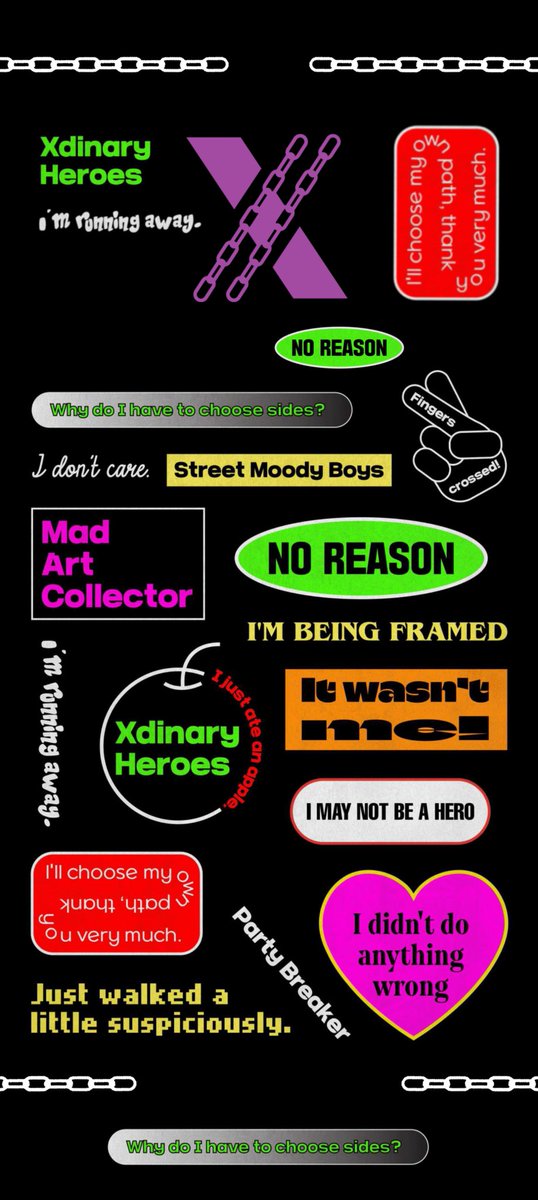 Xdinary
Heroes
i'm running away.
X
I'll choose my own
path, thank
you very much.
NO REASON
Why do I have to choose sides?
Fingers
crossed!
I don't care.
Street Moody Boys
Mad
Art
Collector
NO REASON
I'M BEING FRAMED
i'm running away.
I just ate an apple.
Xdinary
Heroes
It wasn't
me!
I MAY NOT BE A HERO
I'll choose my own
path, thank
you very much.
I didn't do
anything
wrong
Party Breaker
Just walked a
little suspiciously.
Why do I have to choose sides?